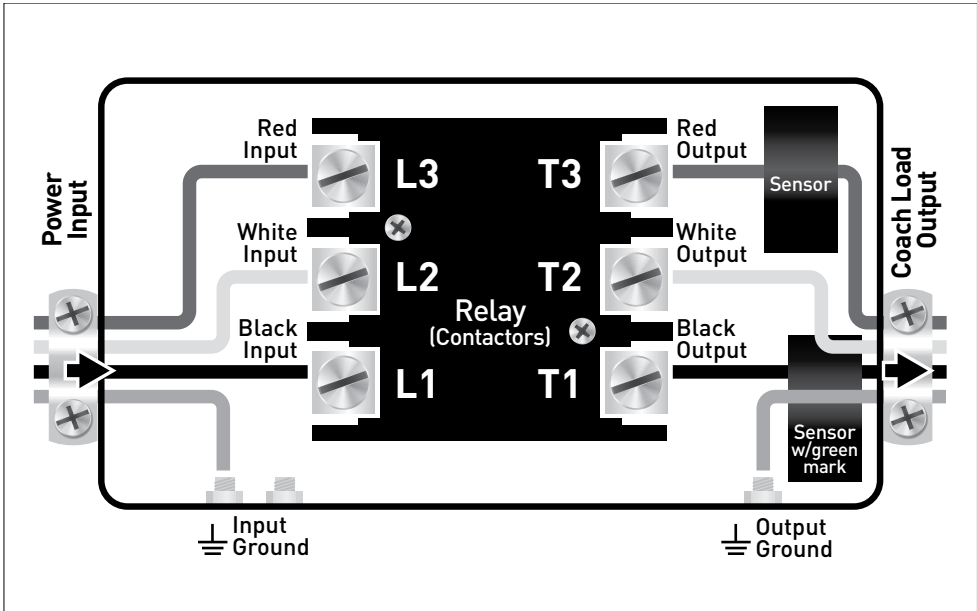 Power
Input
Red
Input
White
Input
Black
Input
L3
L2
L1
Relay
(Contactors)
T3
T2
T1
Red
Output
White
Output
Black
Output
Sensor
Sensor
w/green
mark
Coach Load
Output
Input
Ground
Output
Ground